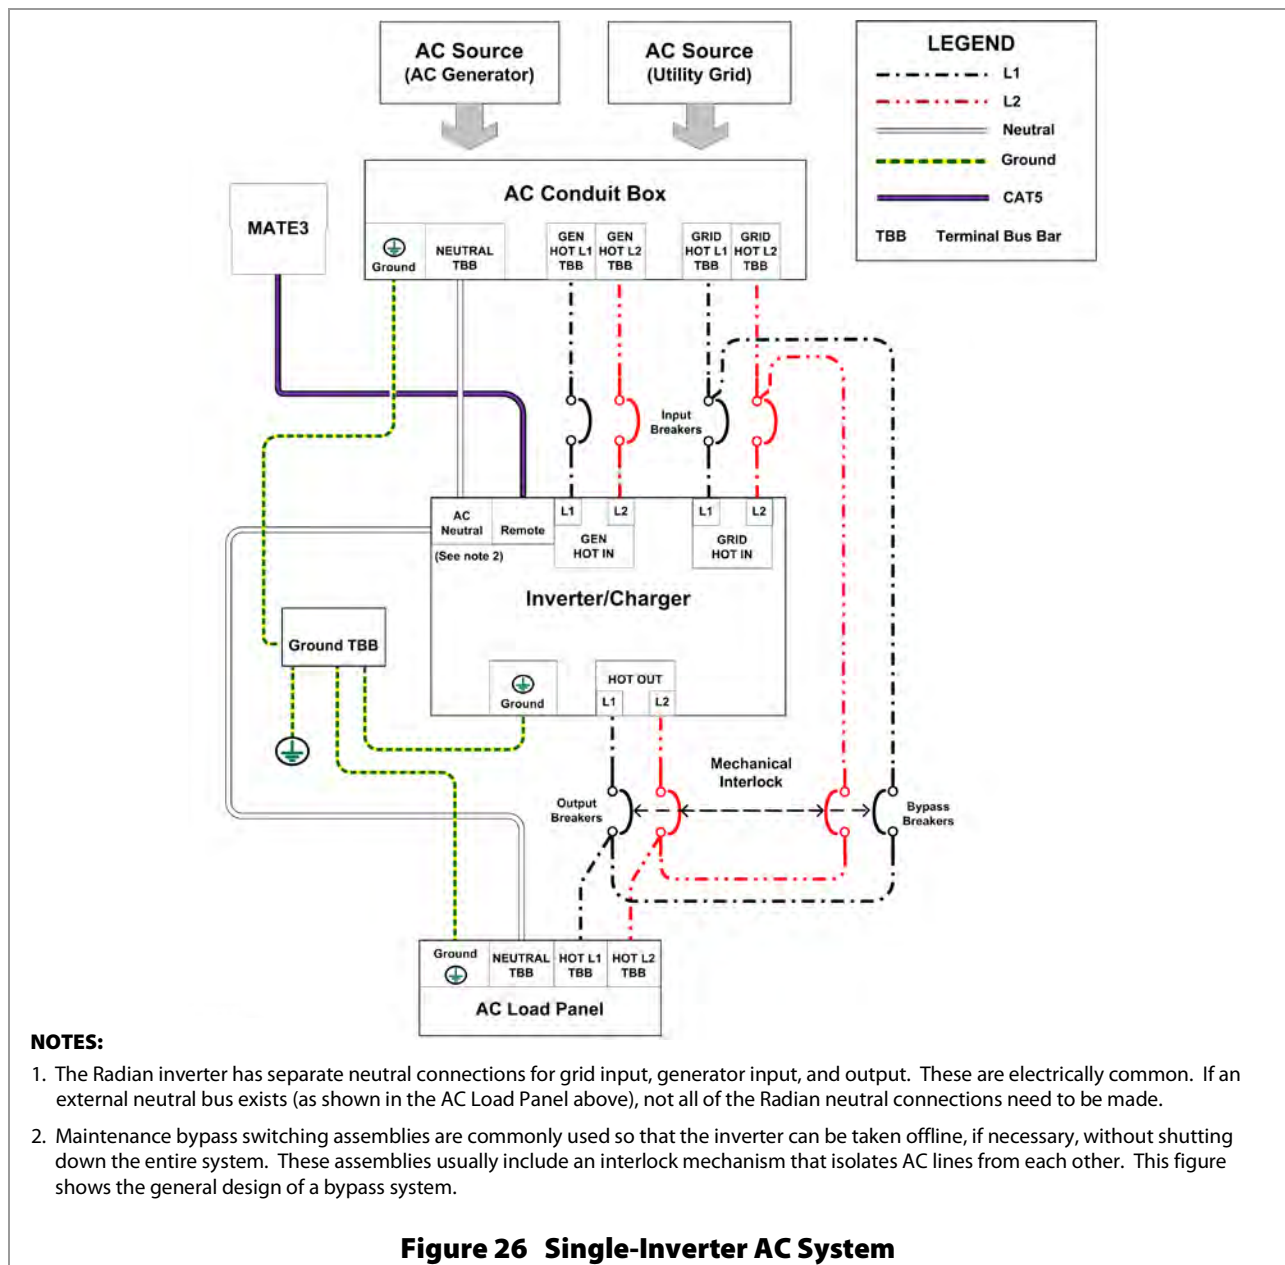 AC Source
(AC Generator)
AC Source
(Utility Grid)
LEGEND
L1
L2
Neutral
Ground
CAT5
TBB Terminal Bus Bar
AC Conduit Box
MATE3
Ground
NEUTRAL
TBB
GEN
HOT L1
TBB
GEN
HOT L2
TBB
GRID
HOT L1
TBB
GRID
HOT L2
TBB
Input
Breakers
AC
Neutral
Remote
L1
L2
GEN
HOT IN
L1
L2
GRID
HOT IN
(See note 2)
Inverter/Charger
Ground TBB
Ground
HOT OUT
L1
L2
Mechanical
Interlock
Output
Breakers
Bypass
Breakers
Ground
NEUTRAL
TBB
HOT L1
TBB
HOT L2
TBB
AC Load Panel
NOTES:
1. The Radian inverter has separate neutral connections for grid input, generator input, and output. These are electrically common. If an
external neutral bus exists (as shown in the AC Load Panel above), not all of the Radian neutral connections need to be made.
2. Maintenance bypass switching assemblies are commonly used so that the inverter can be taken offline, if necessary, without shutting
down the entire system. These assemblies usually include an interlock mechanism that isolates AC lines from each other. This figure
shows the general design of a bypass system.
Figure 26 Single-Inverter AC System